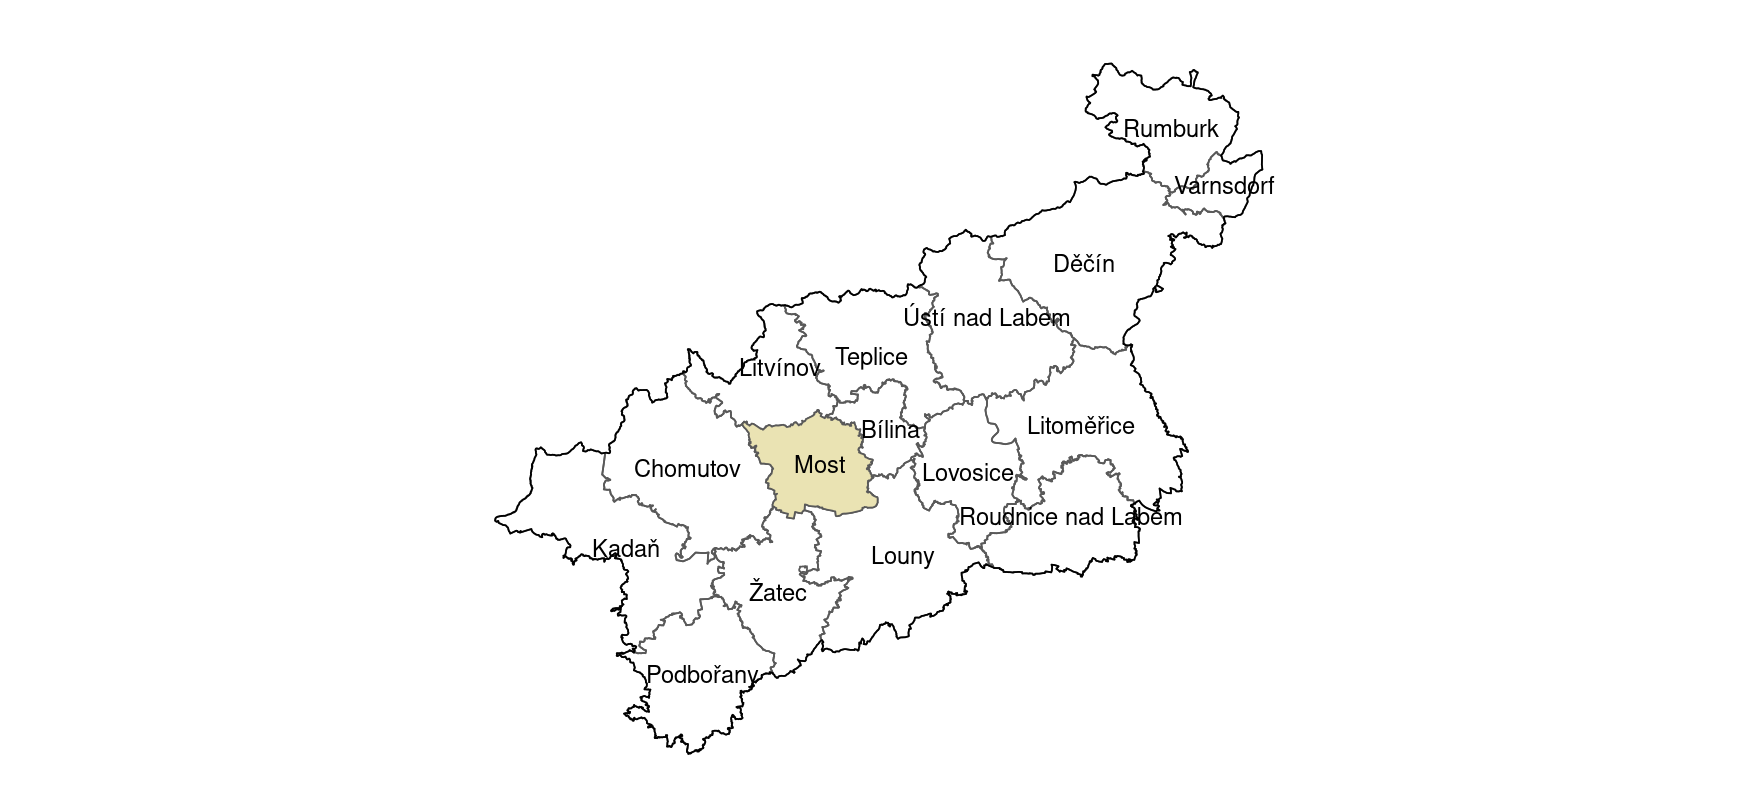 Rumburk
Varnsdorf
Děčín
Ústí nad Labem
Teplice
Litvínov
Litoměřice
Bílina
Most
Chomutov
Lovosice
Roudnice nad Labem
Kadaň
Louny
Žatec
Podbořany